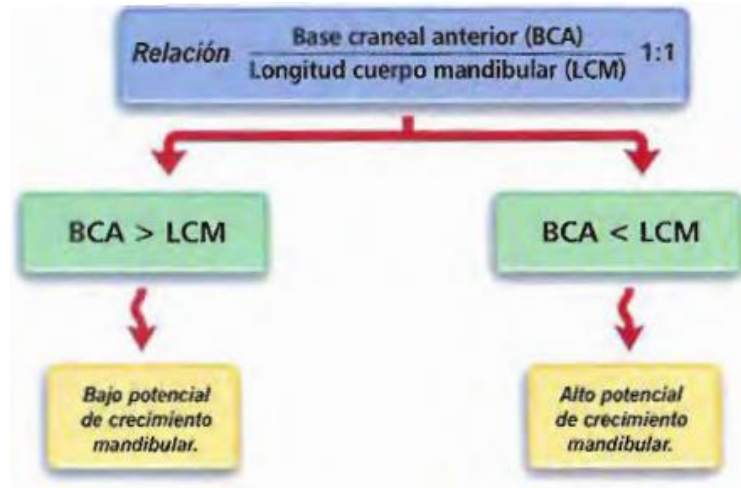 Relación Base craneal anterior (BCA) 1:1
Longitud cuerpo mandibular (LCM)
BCA > LCM
BCA < LCM
Bajo potencial
de crecimiento
mandibular.
Alto potencial
de crecimiento
mandibular.